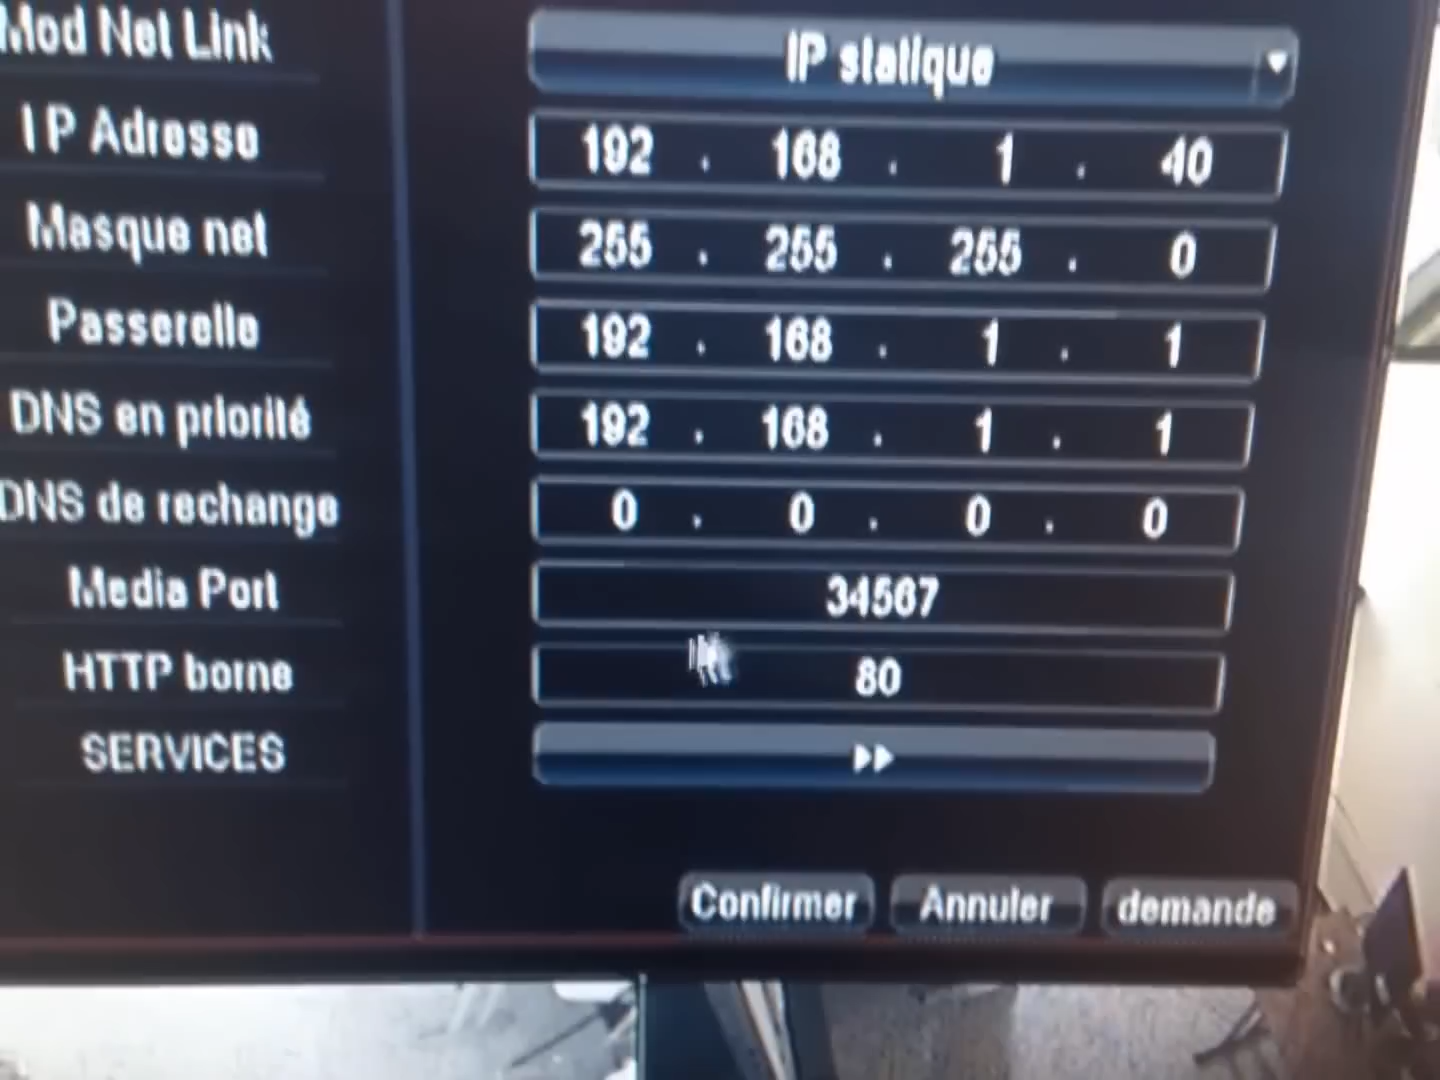 Mod Net Link IP statique
IP Adresse 192 . 168 . 1 . 40
Masque net 255 . 255 . 255 . 0
Passerelle 192 . 168 . 1 . 1
DNS en priorité 192 . 168 . 1 . 1
DNS de rechange 0 . 0 . 0 . 0
Media Port 34567
HTTP borne 80
SERVICES
Confirmer Annuler demande